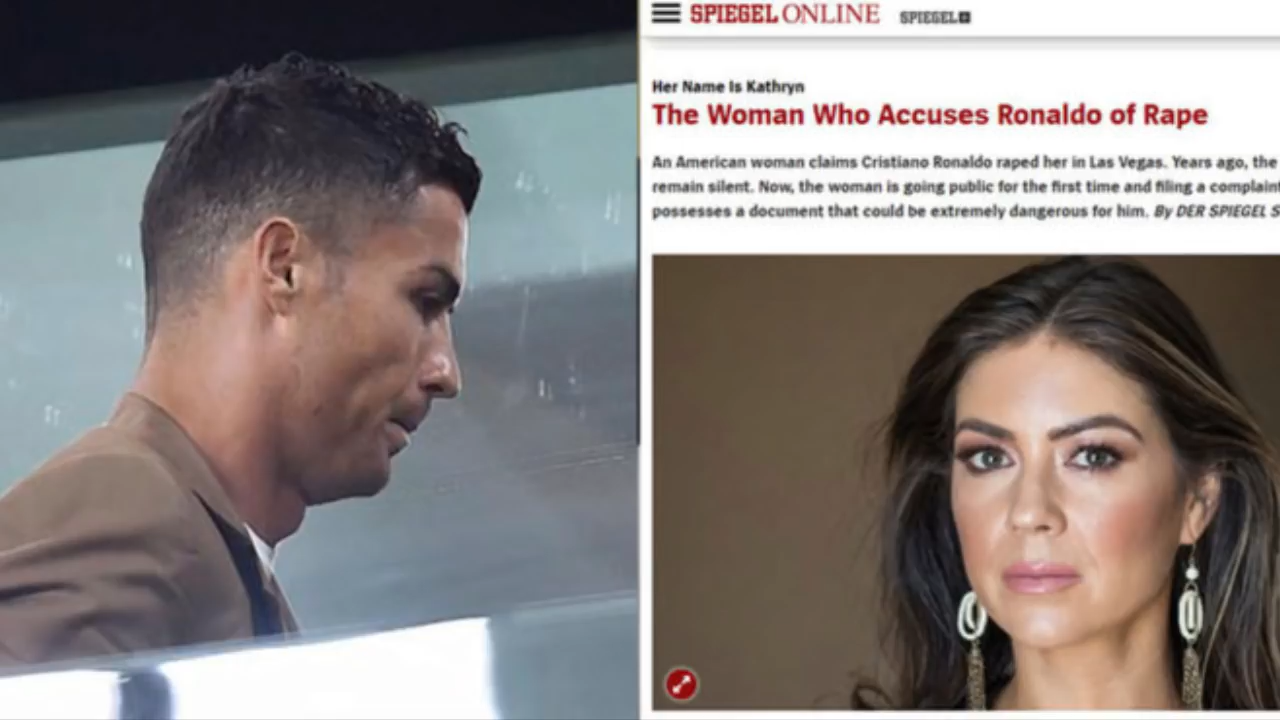 SPIEGEL ONLINE SPIEGEL+
Her Name Is Kathryn
The Woman Who Accuses Ronaldo of Rape
An American woman claims Cristiano Ronaldo raped her in Las Vegas. Years ago, the
remain silent. Now, the woman is going public for the first time and filing a complaint
possesses a document that could be extremely dangerous for him. By DER SPIEGEL S